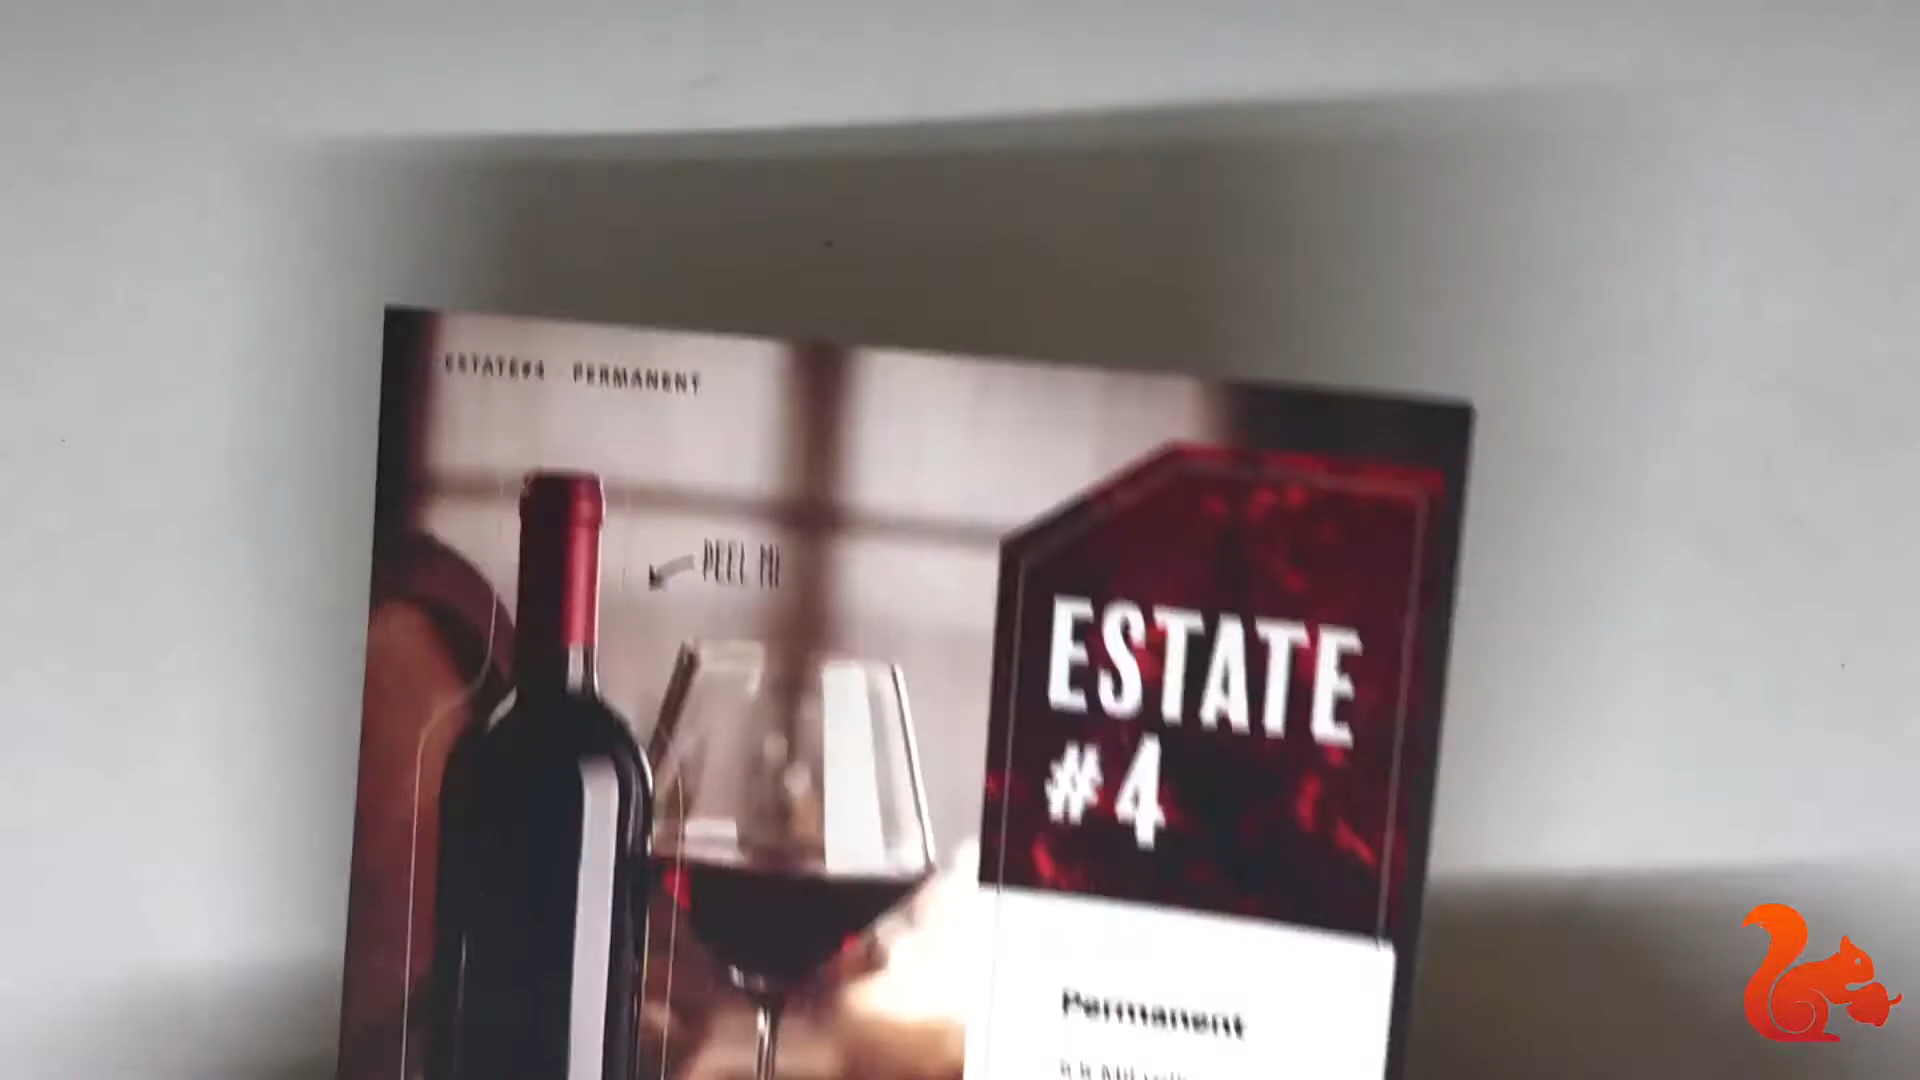 ESTATE#4 - PERMANENT
PEEL ME
ESTATE
#4
Permanent